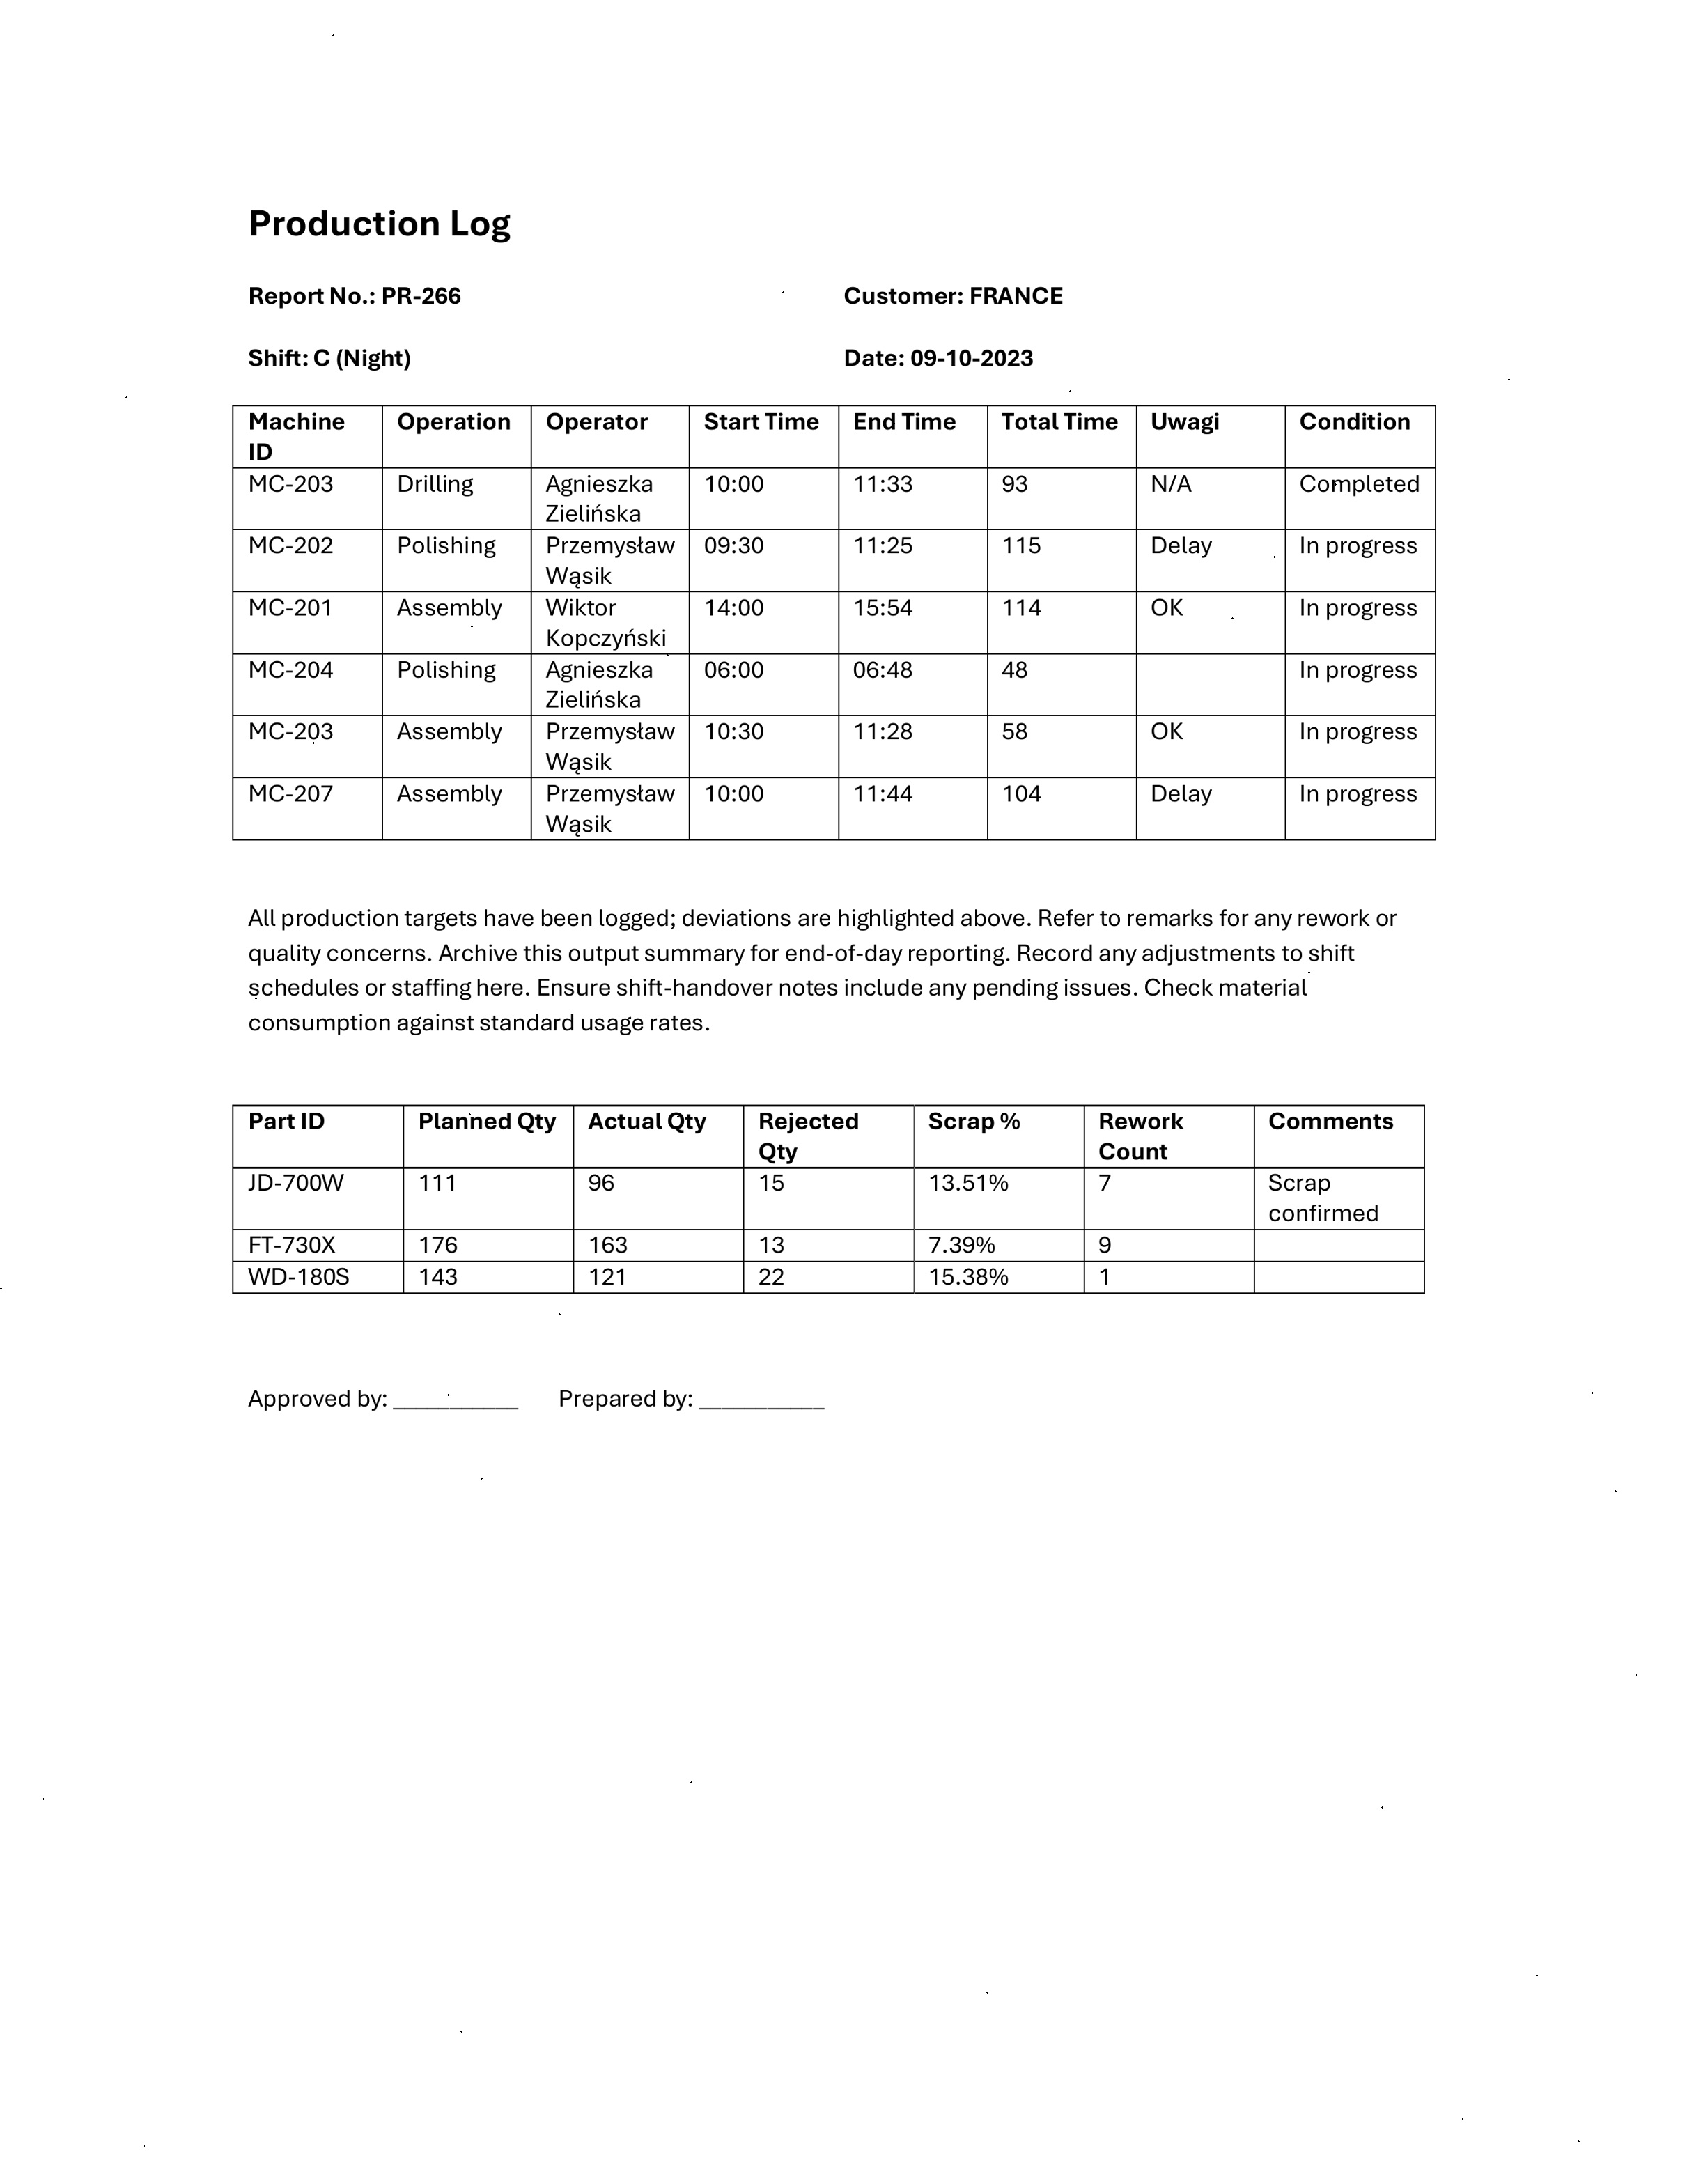 Production Log
Report No.: PR-266 Customer: FRANCE
Shift: C (Night) Date: 09-10-2023
Machine ID Operation Operator Start Time End Time Total Time Uwagi Condition
MC-203 Drilling Agnieszka Zielińska 10:00 11:33 93 N/A Completed
MC-202 Polishing Przemysław Wąsik 09:30 11:25 115 Delay In progress
MC-201 Assembly Wiktor Kopczyński 14:00 15:54 114 OK In progress
MC-204 Polishing Agnieszka Zielińska 06:00 06:48 48 In progress
MC-203 Assembly Przemysław Wąsik 10:30 11:28 58 OK In progress
MC-207 Assembly Przemysław Wąsik 10:00 11:44 104 Delay In progress
All production targets have been logged; deviations are highlighted above. Refer to remarks for any rework or
quality concerns. Archive this output summary for end-of-day reporting. Record any adjustments to shift
schedules or staffing here. Ensure shift-handover notes include any pending issues. Check material
consumption against standard usage rates.
Part ID Planned Qty Actual Qty Rejected Qty Scrap % Rework Count Comments
JD-700W 111 96 15 13.51% 7 Scrap confirmed
FT-730X 176 163 13 7.39% 9
WD-180S 143 121 22 15.38% 1
Approved by: __________ Prepared by: __________